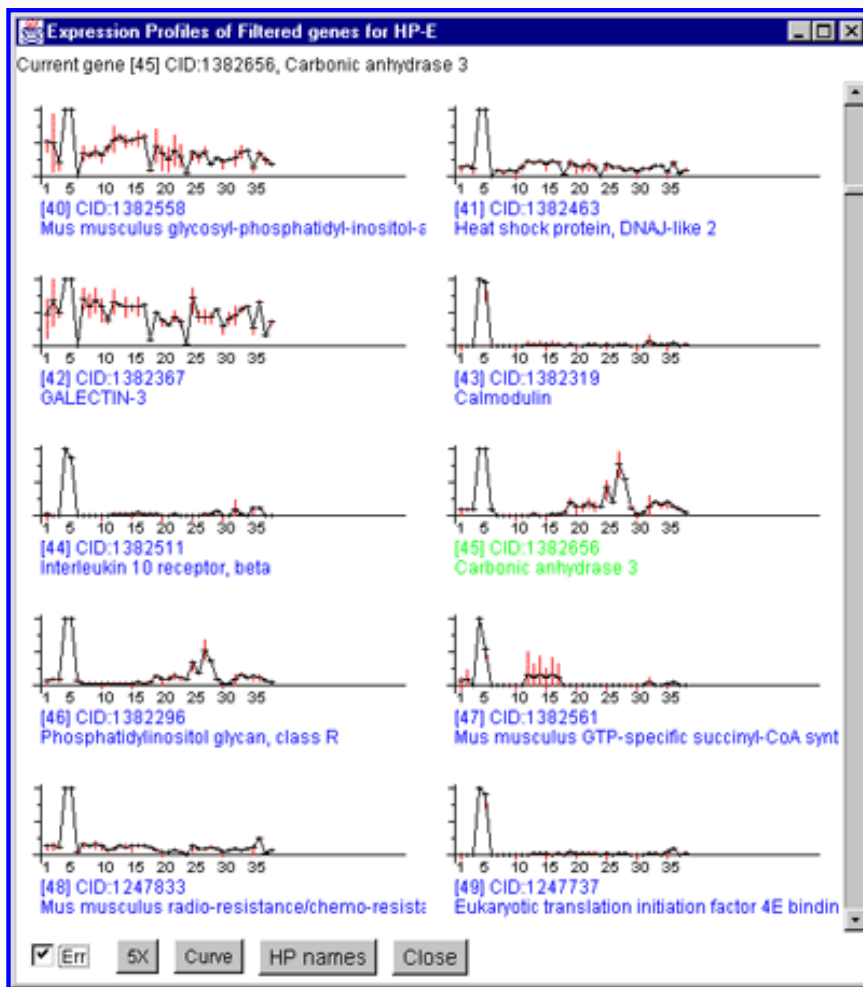 Expression Profiles of Filtered genes for HP-E
Current gene [45] CID:1382656, Carbonic anhydrase 3
1 5 10 15 20 25 30 35
[40] CID:1382558
Mus musculus glycosyl-phosphatidyl-inositol-a
1 5 10 15 20 25 30 35
[41] CID:1382463
Heat shock protein, DNAJ-like 2
1 5 10 15 20 25 30 35
[42] CID:1382367
GALECTIN-3
1 5 10 15 20 25 30 35
[43] CID:1382319
Calmodulin
1 5 10 15 20 25 30 35
[44] CID:1382511
Interleukin 10 receptor, beta
1 5 10 15 20 25 30 35
[45] CID:1382656
Carbonic anhydrase 3
1 5 10 15 20 25 30 35
[46] CID:1382296
Phosphatidylinositol glycan, class R
1 5 10 15 20 25 30 35
[47] CID:1382561
Mus musculus GTP-specific succinyl-CoA synt
1 5 10 15 20 25 30 35
[48] CID:1247833
Mus musculus radio-resistance/chemo-resista
1 5 10 15 20 25 30 35
[49] CID:1247737
Eukaryotic translation initiation factor 4E bindin
Err 5X Curve HP names Close